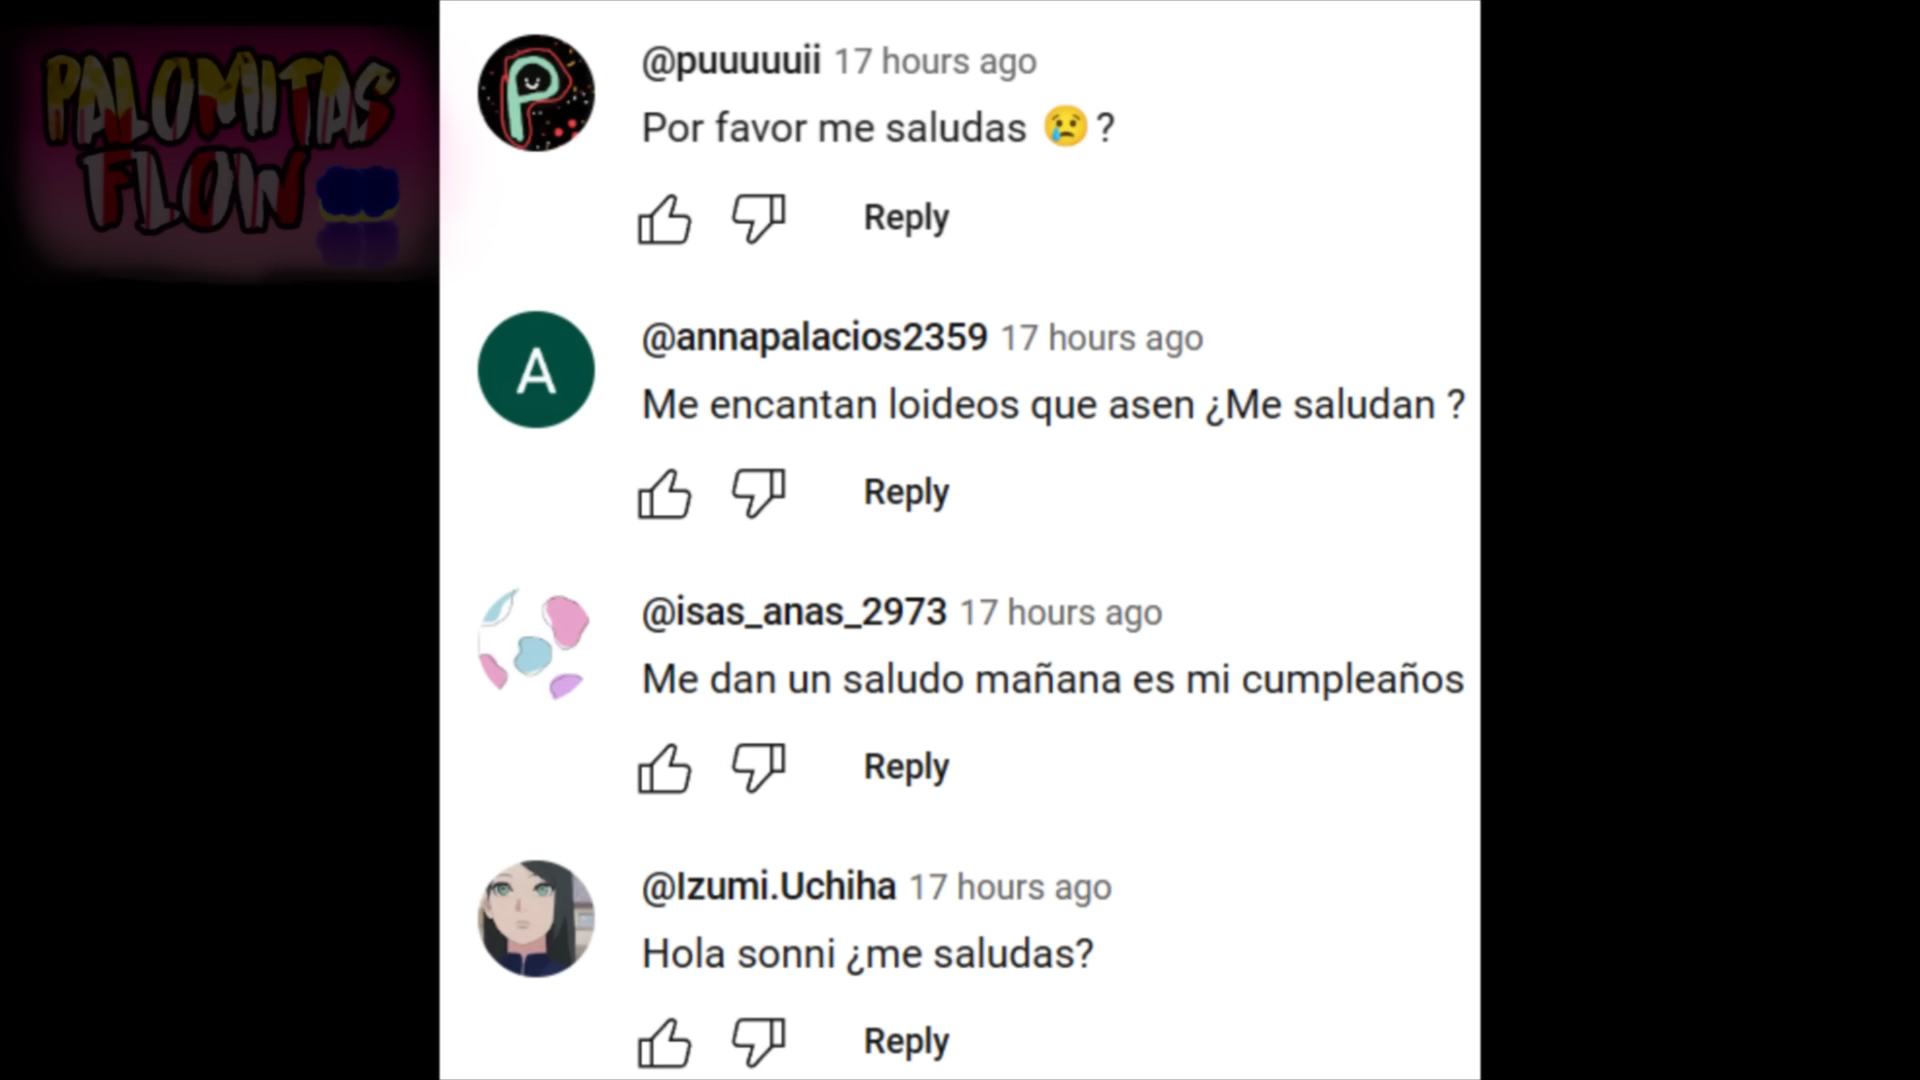 PALOMITAS
FLOW
@puuuuuii 17 hours ago
Por favor me saludas 😢?
Reply
A
@annapalacios2359 17 hours ago
Me encantan loideos que asen ¿Me saludan ?
Reply
@isas_anas_2973 17 hours ago
Me dan un saludo mañana es mi cumpleaños
Reply
@Izumi.Uchiha 17 hours ago
Hola sonni ¿me saludas?
Reply